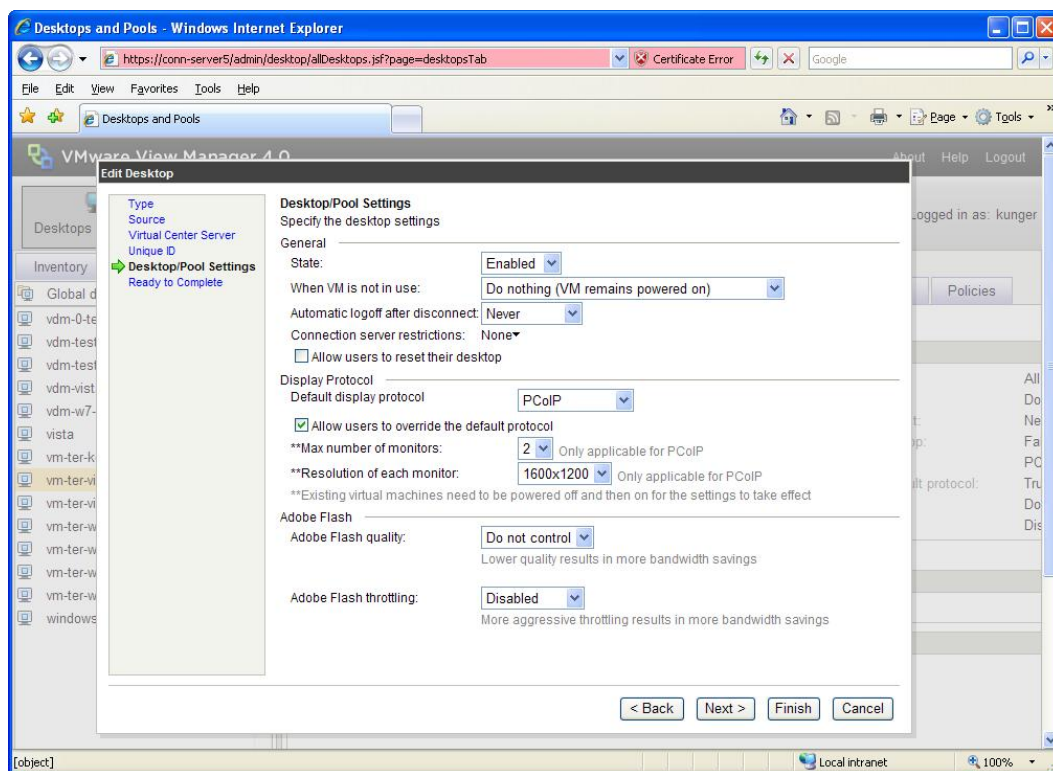 Desktops and Pools - Windows Internet Explorer
https://conn-server5/admin/desktop/allDesktops.jsf?page=desktopsTab
Certificate Error
Google
File Edit View Favorites Tools Help
Desktops and Pools
Page
Tools
VMware View Manager 4.0
About Help Logout
Edit Desktop
Desktops
Logged in as: kunger
Inventory
Policies
Global d
vdm-0-te
vdm-test
vdm-test
vdm-vist
vdm-w7-
vista
vm-ter-k
vm-ter-vi
vm-ter-vi
vm-ter-w
vm-ter-w
vm-ter-w
vm-ter-w
windows
Type
Source
Virtual Center Server
Unique ID
Desktop/Pool Settings
Ready to Complete
Desktop/Pool Settings
Specify the desktop settings
General
State: Enabled
When VM is not in use: Do nothing (VM remains powered on)
Automatic logoff after disconnect: Never
Connection server restrictions: None
Allow users to reset their desktop
Display Protocol
Default display protocol PCoIP
Allow users to override the default protocol
**Max number of monitors: 2 Only applicable for PCoIP
**Resolution of each monitor: 1600x1200 Only applicable for PCoIP
**Existing virtual machines need to be powered off and then on for the settings to take effect
Adobe Flash
Adobe Flash quality: Do not control
Lower quality results in more bandwidth savings
Adobe Flash throttling: Disabled
More aggressive throttling results in more bandwidth savings
All
Do
Ne
Fa
PC
ult protocol: Tru
Do
Dis
< Back Next > Finish Cancel
[object]
Local intranet
100%